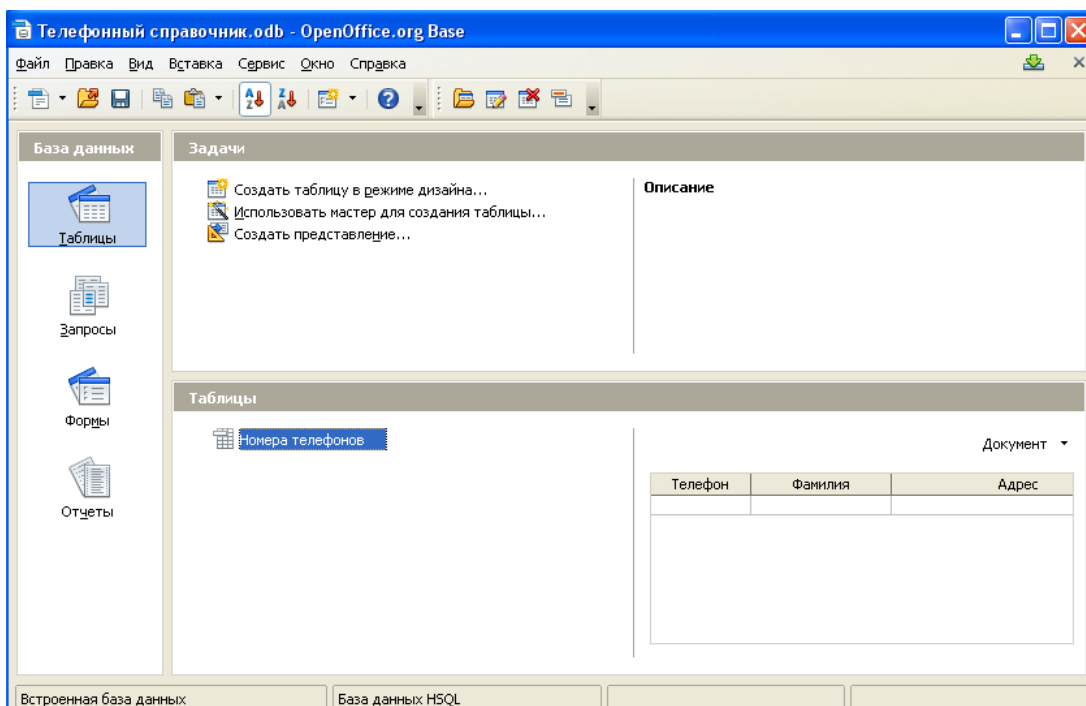 Телефонный справочник.odb - OpenOffice.org Base
Файл Правка Вид Вставка Сервис Окно Справка
База данных
Таблицы
Запросы
Формы
Отчеты
Задачи
Создать таблицу в режиме дизайна...
Использовать мастер для создания таблицы...
Создать представление...
Описание
Таблицы
Номера телефонов
Документ
Телефон Фамилия Адрес
Встроенная база данных База данных HSQL